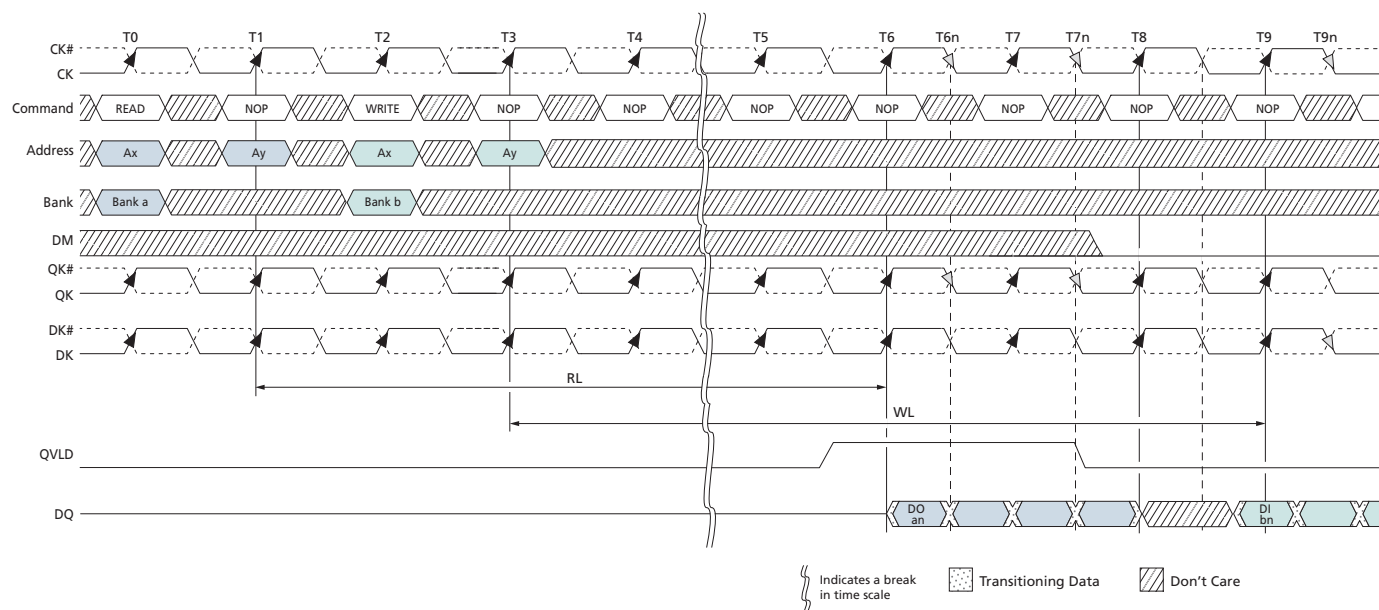 T0 T1 T2 T3 T4 T5 T6 T6n T7 T7n T8 T9 T9n
CK#
CK
Command READ NOP WRITE NOP NOP NOP NOP NOP NOP NOP
Address Ax Ay Ax Ay
Bank Bank a Bank b
DM
QK#
QK
DK#
DK
RL
WL
QVLD
DQ DO an DI bn
Indicates a break
in time scale
Transitioning Data
Don't Care